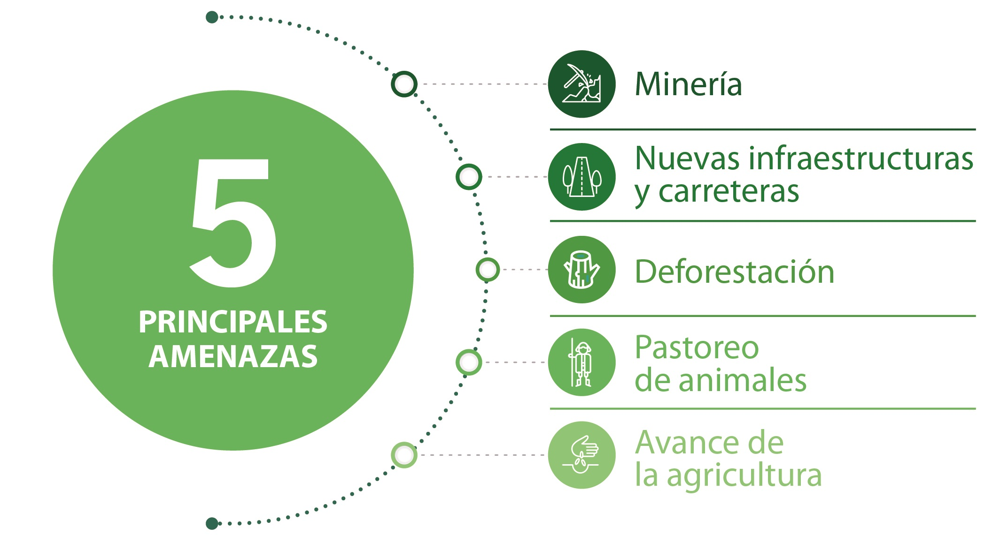 5
PRINCIPALES
AMENAZAS
Minería
Nuevas infraestructuras
y carreteras
Deforestación
Pastoreo
de animales
Avance de
la agricultura